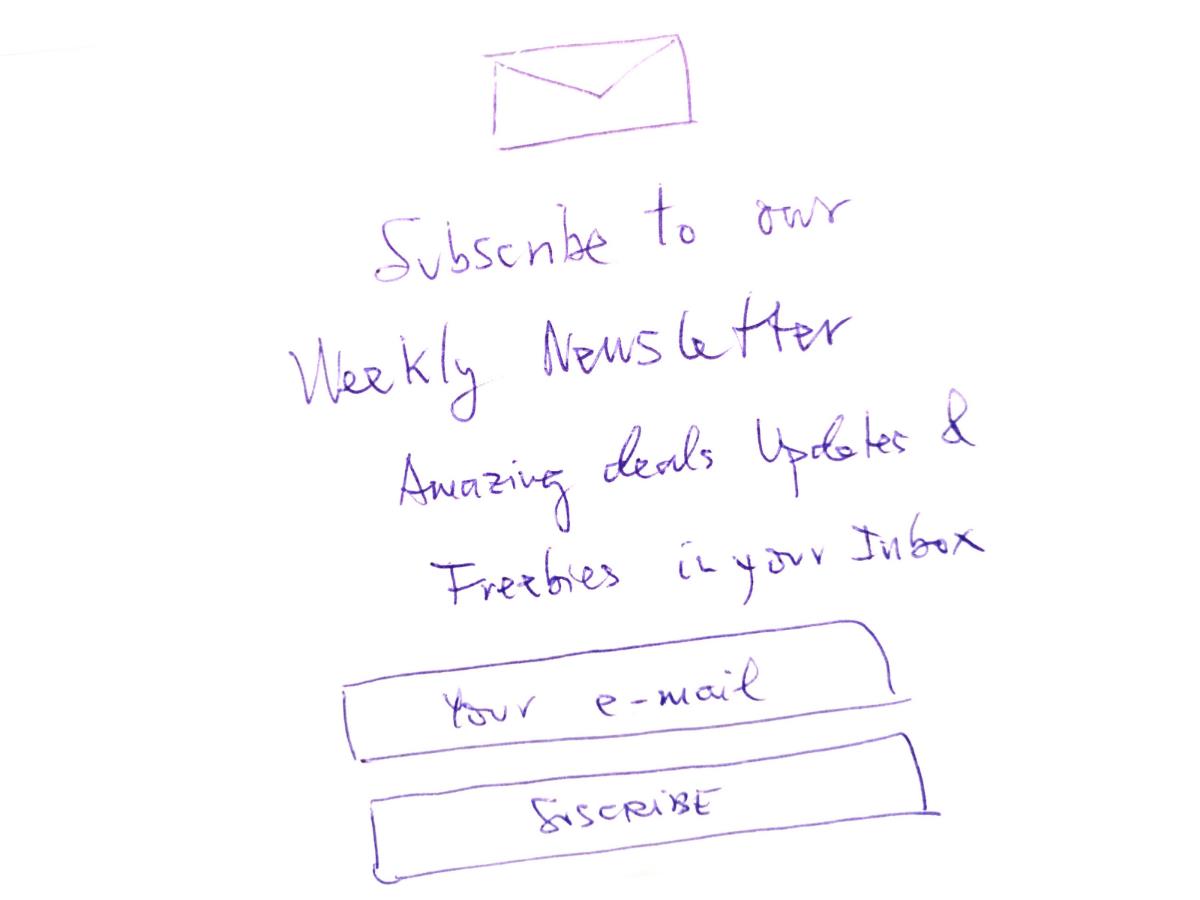 Subscribe to our
Weekly Newsletter
Amazing deals Updates &
Freebies in your Inbox
Your e-mail
SUSCRIBE